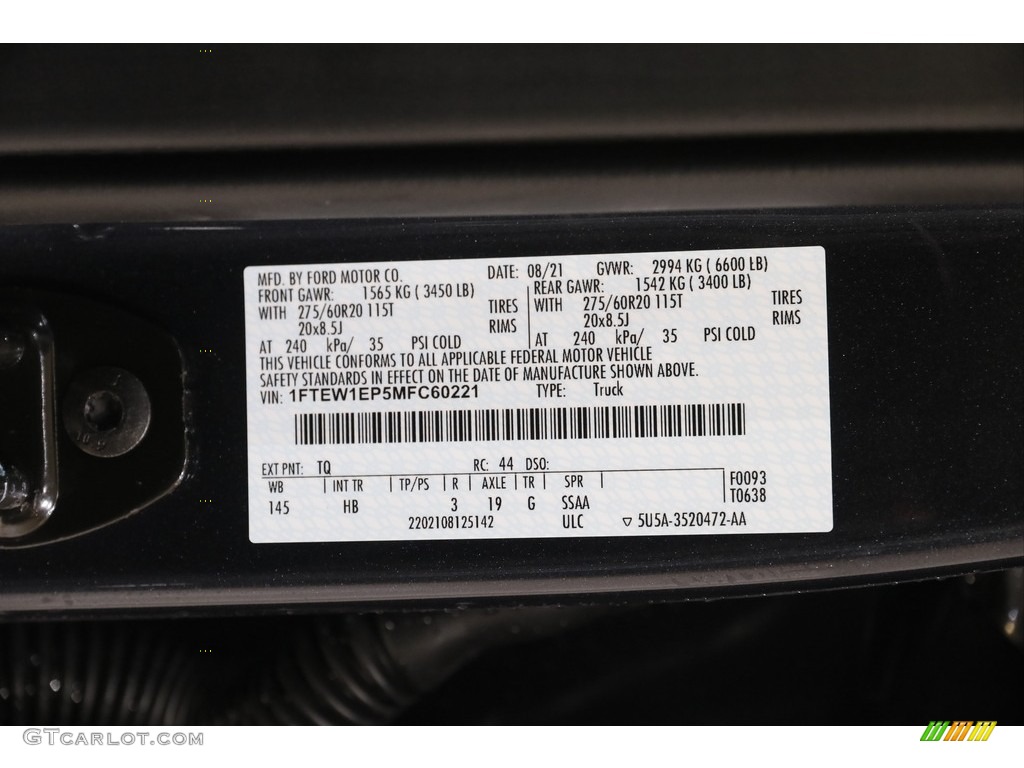 MFD. BY FORD MOTOR CO. DATE: 08/21 GVWR: 2994 KG ( 6600 LB)
FRONT GAWR: 1565 KG ( 3450 LB) REAR GAWR: 1542 KG ( 3400 LB)
WITH 275/60R20 115T TIRES WITH 275/60R20 115T TIRES
20x8.5J RIMS 20x8.5J RIMS
AT 240 kPa/ 35 PSI COLD AT 240 kPa/ 35 PSI COLD
THIS VEHICLE CONFORMS TO ALL APPLICABLE FEDERAL MOTOR VEHICLE
SAFETY STANDARDS IN EFFECT ON THE DATE OF MANUFACTURE SHOWN ABOVE.
VIN: 1FTEW1EP5MFC60221 TYPE: Truck
EXT PNT: TQ RC: 44 DSO:
WB INT TR TP/PS R AXLE TR SPR F0093
145 HB 3 19 G SSAA T0638
2202108125142 ULC 5U5A-3520472-AA
GTCARLOT.COM